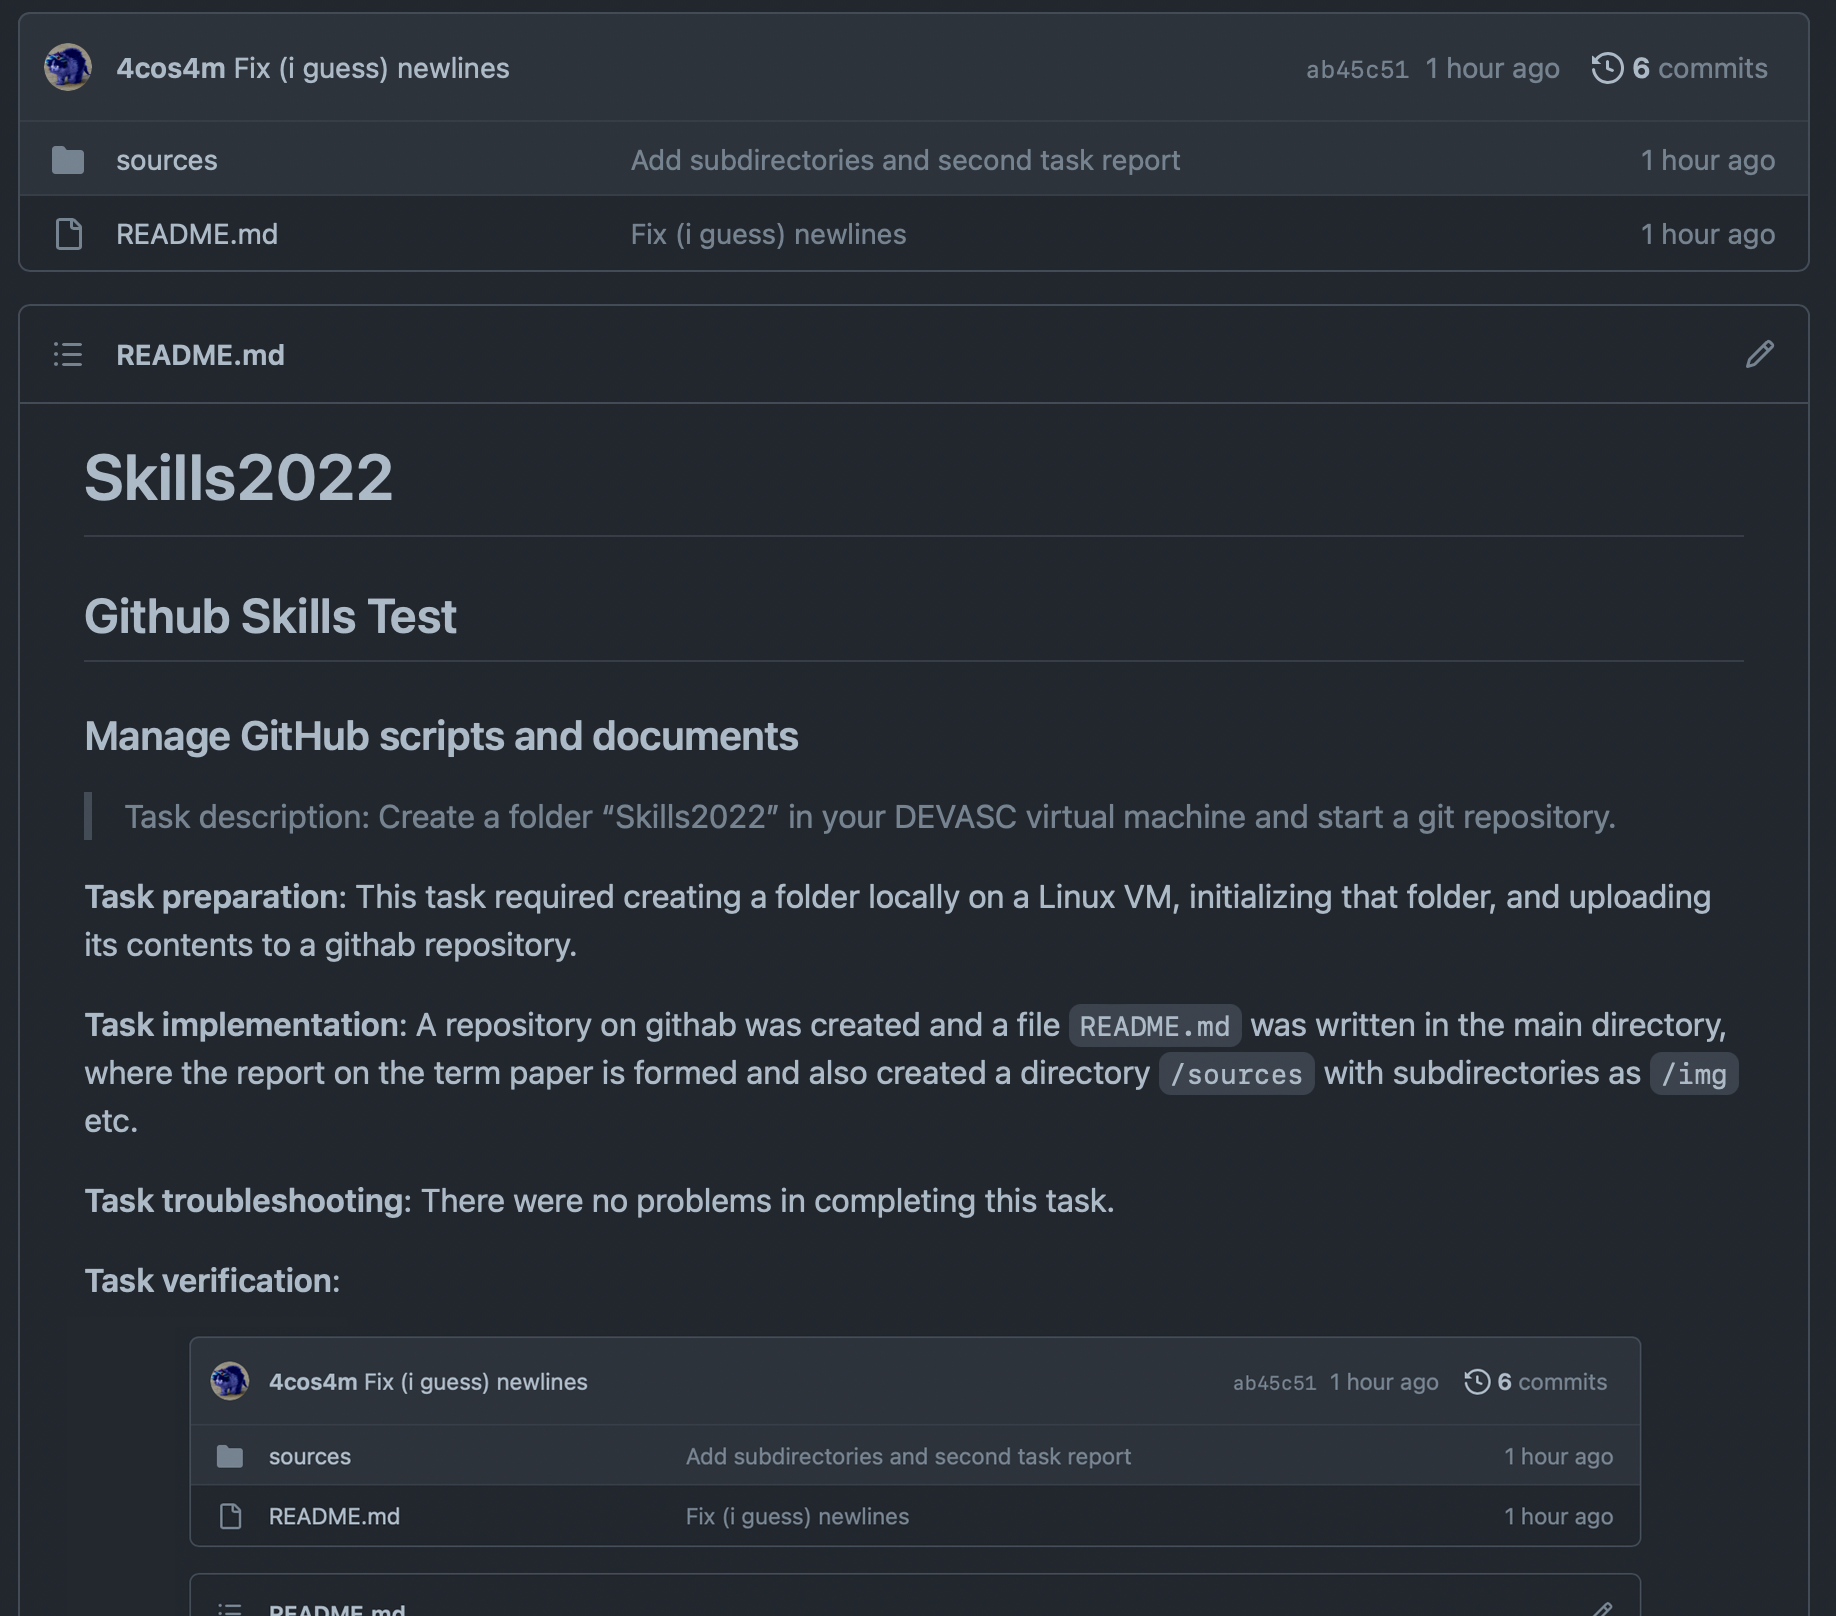 4cos4m Fix (i guess) newlines ab45c51 1 hour ago 6 commits
sources Add subdirectories and second task report 1 hour ago
README.md Fix (i guess) newlines 1 hour ago
README.md
Skills2022
Github Skills Test
Manage GitHub scripts and documents
Task description: Create a folder “Skills2022” in your DEVASC virtual machine and start a git repository.
Task preparation: This task required creating a folder locally on a Linux VM, initializing that folder, and uploading
its contents to a githab repository.
Task implementation: A repository on githab was created and a file README.md was written in the main directory,
where the report on the term paper is formed and also created a directory /sources with subdirectories as /img
etc.
Task troubleshooting: There were no problems in completing this task.
Task verification:
4cos4m Fix (i guess) newlines ab45c51 1 hour ago 6 commits
sources Add subdirectories and second task report 1 hour ago
README.md Fix (i guess) newlines 1 hour ago
README.md